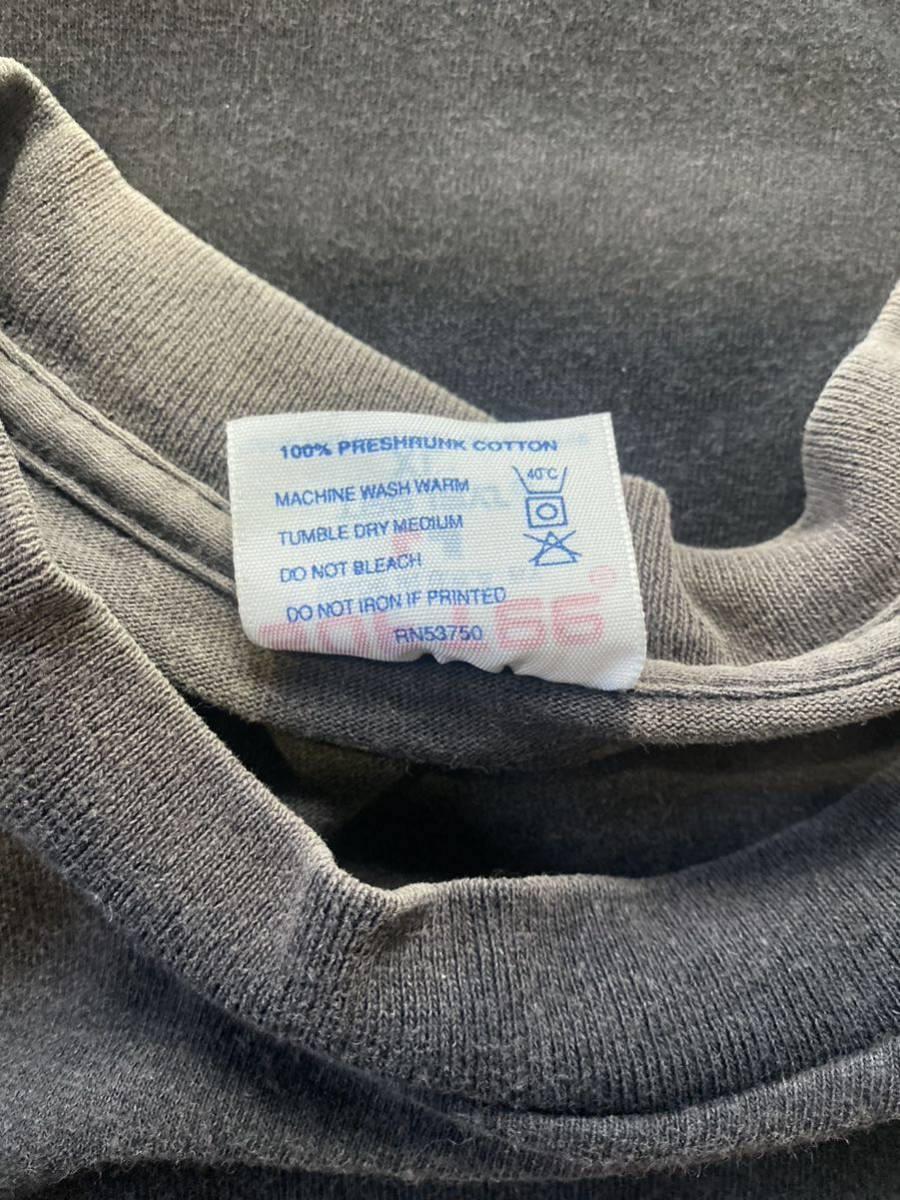 100% PRESHRUNK COTTON
MACHINE WASH WARM
40°C
TUMBLE DRY MEDIUM
DO NOT BLEACH
DO NOT IRON IF PRINTED
RN53750